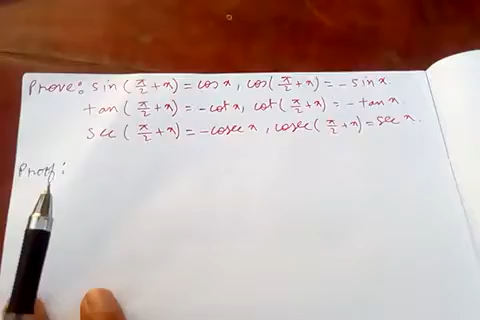 Prove: sin (π/2 + x) = cos x, cos(π/2 + x) = - sin x.
tan (π/2 + x) = - cot x, cot (π/2 + x) = - tan x.
sec (π/2 + x) = - cosec x, cosec (π/2 + x) = sec x.
Proof: